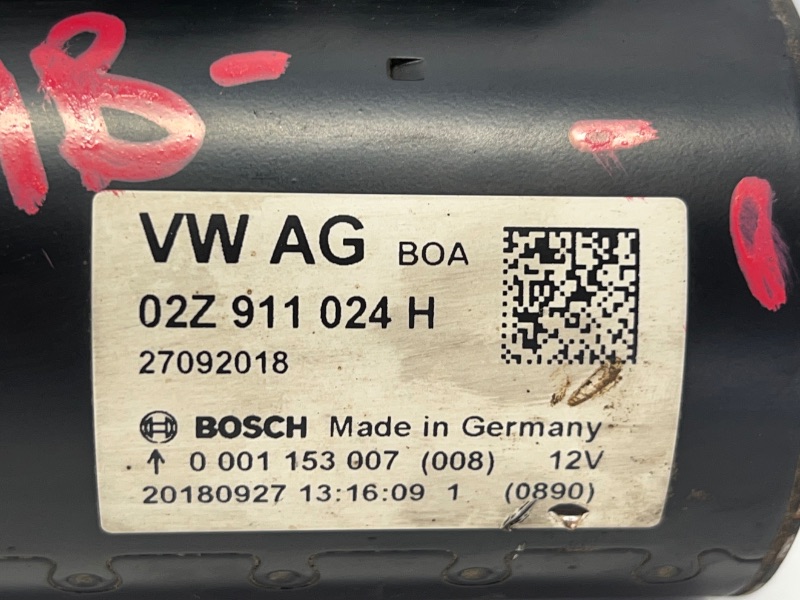 B-
VW AG BOA
02Z 911 024 H
27092018
BOSCH Made in Germany
↑ 0 001 153 007 (008) 12V
20180927 13:16:09 1 (0890)